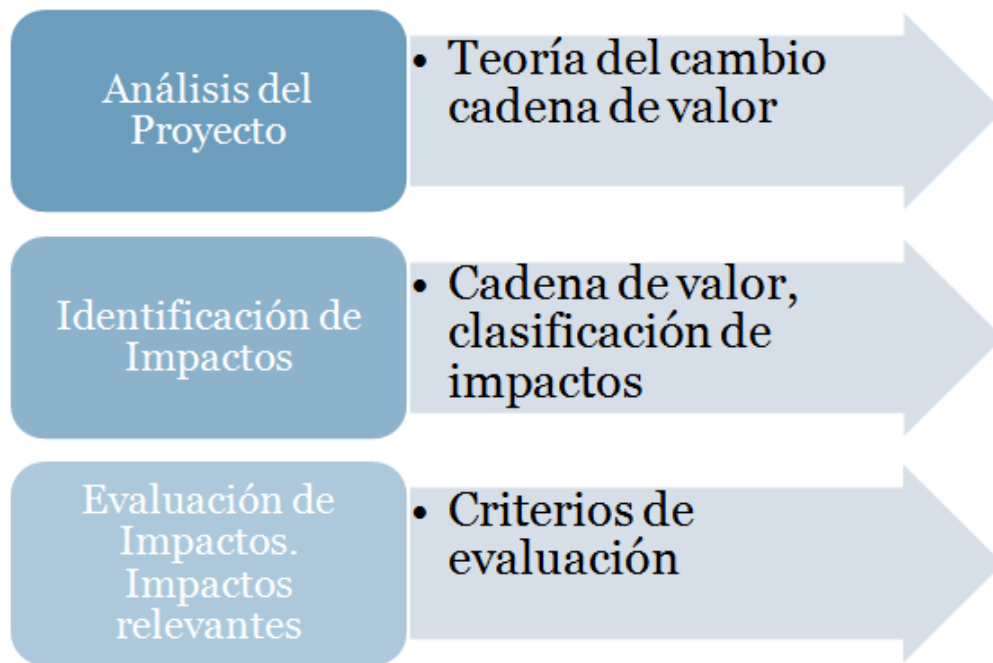 Análisis del
Proyecto
• Teoría del cambio
cadena de valor
Identificación de
Impactos
• Cadena de valor,
clasificación de
impactos
Evaluación de
Impactos.
Impactos
relevantes
• Criterios de
evaluación